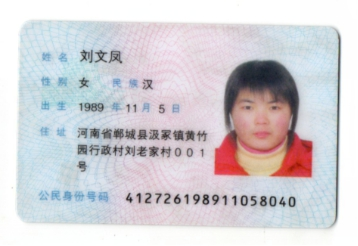 姓名 刘文凤
性别 女 民族 汉
出生 1989 年 11 月 5 日
住址 河南省郸城县汲冢镇黄竹
园行政村刘老家村001
号
公民身份号码 412726198911058040